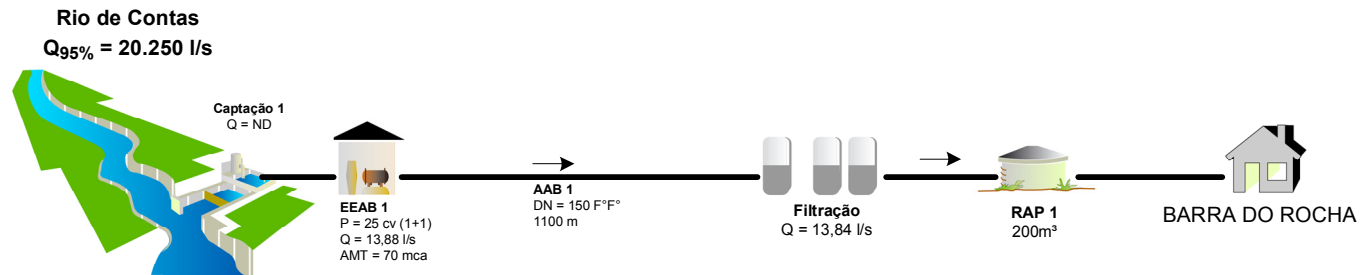 Rio de Contas
Q95% = 20.250 l/s
Captação 1
Q = ND
EEAB 1
P = 25 cv (1+1)
Q = 13,88 l/s
AMT = 70 mca
AAB 1
DN = 150 F°F°
1100 m
Filtração
Q = 13,84 l/s
RAP 1
200m³
BARRA DO ROCHA